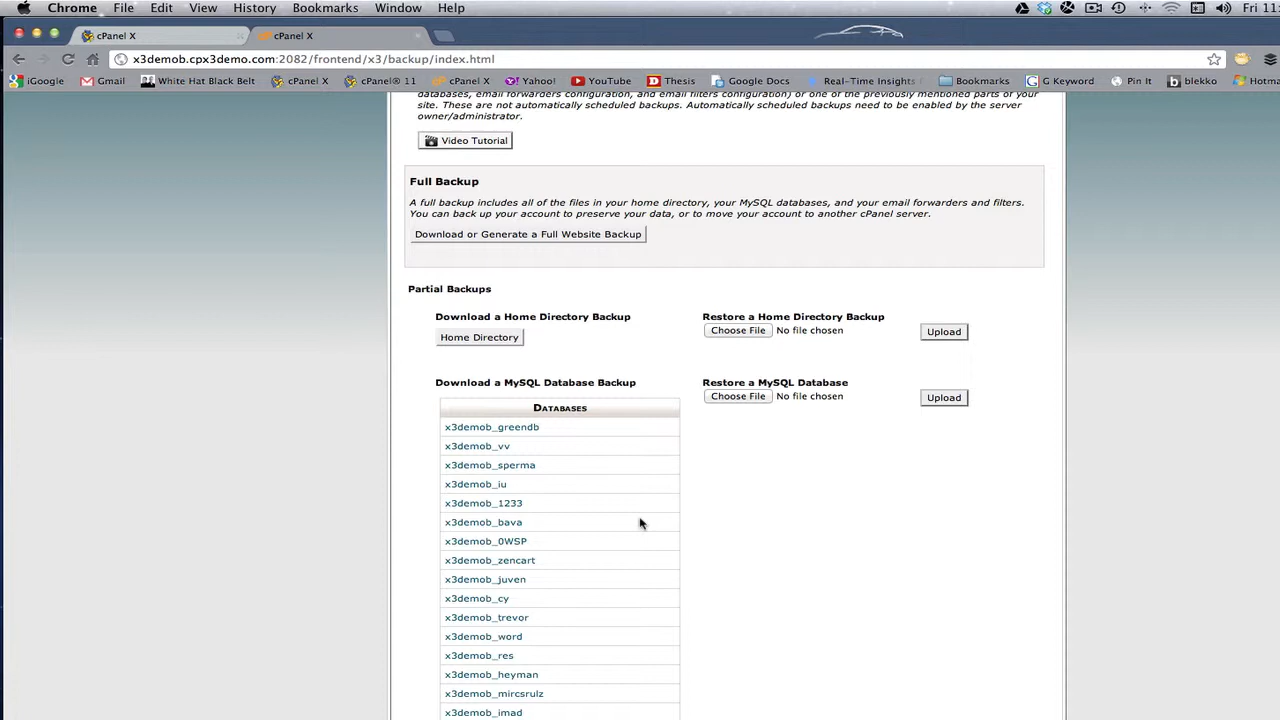 Chrome File Edit View History Bookmarks Window Help Fri 11:
cPanel X cPanel X
x3demob.cpx3demo.com:2082/frontend/x3/backup/index.html
iGoogle Gmail White Hat Black Belt cPanel X cPanel® 11 cPanel X Yahoo! YouTube Thesis Google Docs Real-Time Insights Bookmarks G Keyword Pin It blekko Hotma
databases, email forwarders configuration, and email filters configuration) or one of the previously mentioned parts of your
site. These are not automatically scheduled backups. Automatically scheduled backups need to be enabled by the server
owner/administrator.
Video Tutorial
Full Backup
A full backup includes all of the files in your home directory, your MySQL databases, and your email forwarders and filters.
You can back up your account to preserve your data, or to move your account to another cPanel server.
Download or Generate a Full Website Backup
Partial Backups
Download a Home Directory Backup Restore a Home Directory Backup
Choose File No file chosen Upload
Home Directory
Download a MySQL Database Backup Restore a MySQL Database
Choose File No file chosen Upload
Databases
x3demob_greendb
x3demob_vv
x3demob_sperma
x3demob_iu
x3demob_1233
x3demob_bava
x3demob_0WSP
x3demob_zencart
x3demob_juven
x3demob_cy
x3demob_trevor
x3demob_word
x3demob_res
x3demob_heyman
x3demob_mircsrulz
x3demob_imad